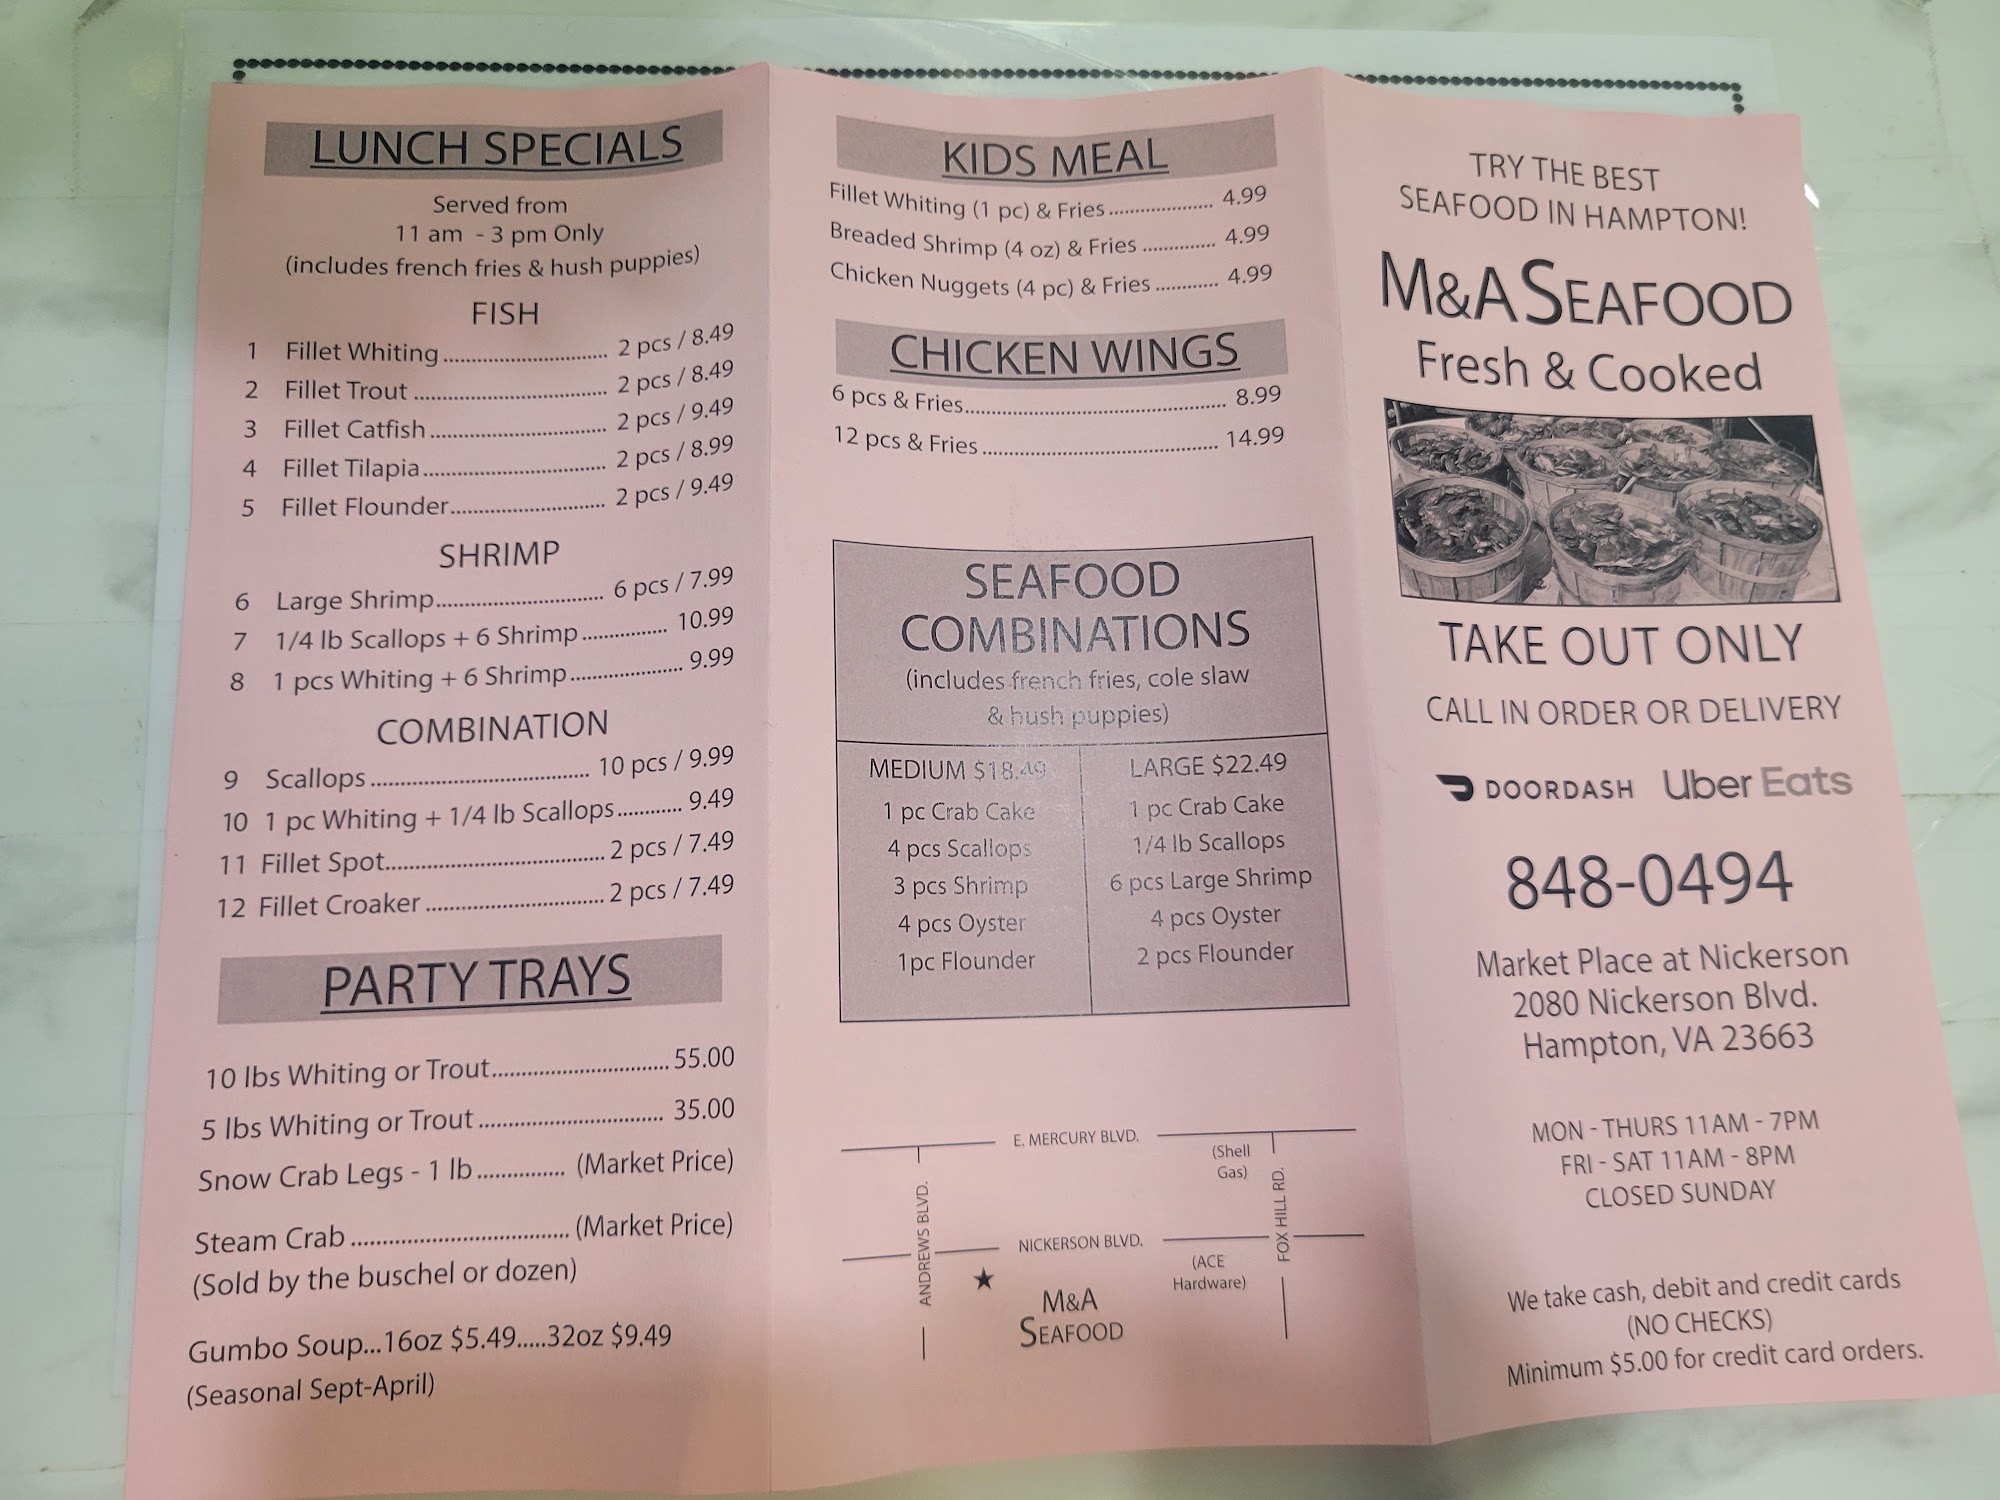 LUNCH SPECIALS
Served from
11 am - 3 pm Only
(includes french fries & hush puppies)
FISH
1 Fillet Whiting 2 pcs / 8.49
2 Fillet Trout 2 pcs / 8.49
3 Fillet Catfish 2 pcs / 9.49
4 Fillet Tilapia 2 pcs / 8.99
5 Fillet Flounder 2 pcs / 9.49
SHRIMP
6 Large Shrimp 6 pcs / 7.99
7 1/4 lb Scallops + 6 Shrimp 10.99
8 1 pcs Whiting + 6 Shrimp 9.99
COMBINATION
9 Scallops 10 pcs / 9.99
10 1 pc Whiting + 1/4 lb Scallops 9.49
11 Fillet Spot 2 pcs / 7.49
12 Fillet Croaker 2 pcs / 7.49
PARTY TRAYS
10 lbs Whiting or Trout 55.00
5 lbs Whiting or Trout 35.00
Snow Crab Legs - 1 lb (Market Price)
Steam Crab (Market Price)
(Sold by the buschel or dozen)
Gumbo Soup...16oz $5.49.....32oz $9.49
(Seasonal Sept-April)
KIDS MEAL
Fillet Whiting (1 pc) & Fries 4.99
Breaded Shrimp (4 oz) & Fries 4.99
Chicken Nuggets (4 pc) & Fries 4.99
CHICKEN WINGS
6 pcs & Fries 8.99
12 pcs & Fries 14.99
SEAFOOD
COMBINATIONS
(includes french fries, cole slaw
& hush puppies)
MEDIUM $18.49
1 pc Crab Cake
4 pcs Scallops
3 pcs Shrimp
4 pcs Oyster
1pc Flounder
LARGE $22.49
1 pc Crab Cake
1/4 lb Scallops
6 pcs Large Shrimp
4 pcs Oyster
2 pcs Flounder
E. MERCURY BLVD.
(Shell
Gas)
ANDREWS BLVD.
FOX HILL RD.
NICKERSON BLVD.
(ACE
Hardware)
M&A
SEAFOOD
TRY THE BEST
SEAFOOD IN HAMPTON!
M&A SEAFOOD
Fresh & Cooked
TAKE OUT ONLY
CALL IN ORDER OR DELIVERY
DOORDASH Uber Eats
848-0494
Market Place at Nickerson
2080 Nickerson Blvd.
Hampton, VA 23663
MON - THURS 11AM - 7PM
FRI - SAT 11AM - 8PM
CLOSED SUNDAY
We take cash, debit and credit cards
(NO CHECKS)
Minimum $5.00 for credit card orders.